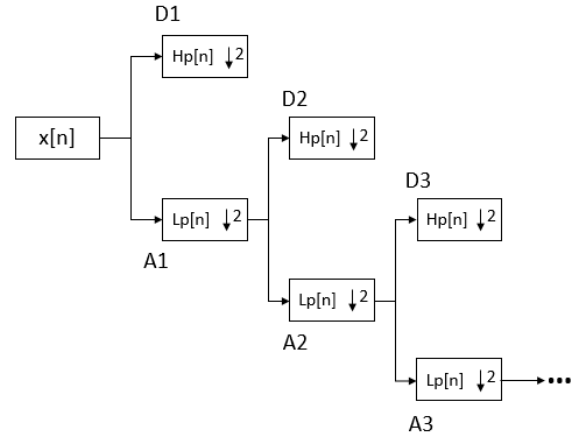 D1
Hp[n] ↓2
D2
x[n]
Hp[n] ↓2
D3
Lp[n] ↓2
Hp[n] ↓2
A1
Lp[n] ↓2
A2
Lp[n] ↓2
A3